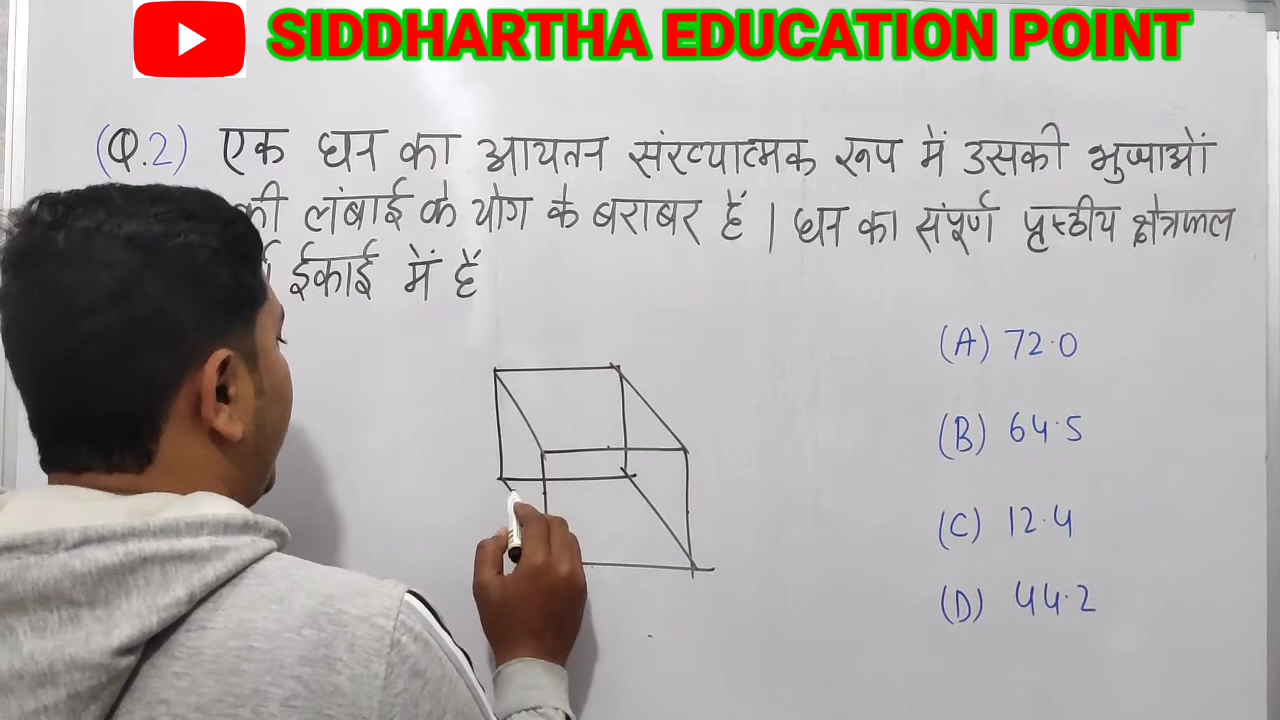 SIDDHARTHA EDUCATION POINT
(Q.2) एक घन का आयतन संख्यात्मक रूप में उसकी भुजाओं
की लंबाई के योग के बराबर हैं । घन का संपूर्ण पृष्ठीय क्षेत्रफल
ईकाई में हैं
(A) 72.0
(B) 64.5
(C) 12.4
(D) 44.2